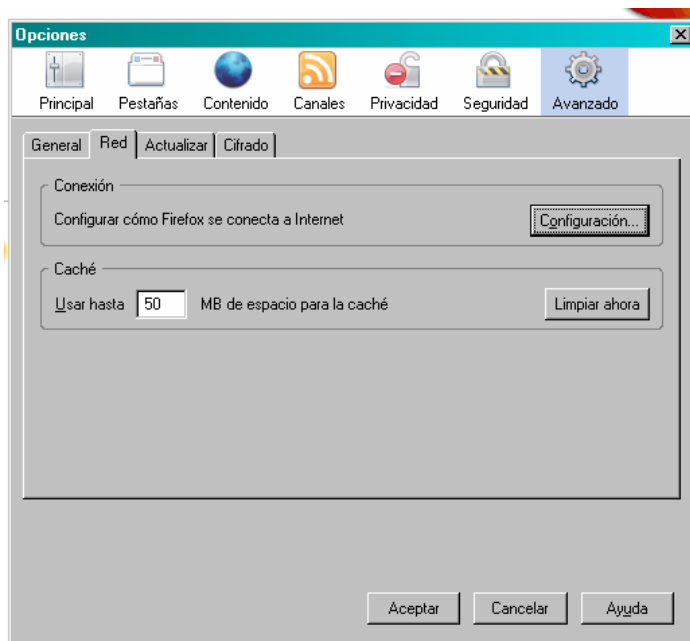 Opciones
Principal Pestañas Contenido Canales Privacidad Seguridad Avanzado
General Red Actualizar Cifrado
Conexión
Configurar cómo Firefox se conecta a Internet Configuración...
Caché
Usar hasta 50 MB de espacio para la caché Limpiar ahora
Aceptar Cancelar Ayuda